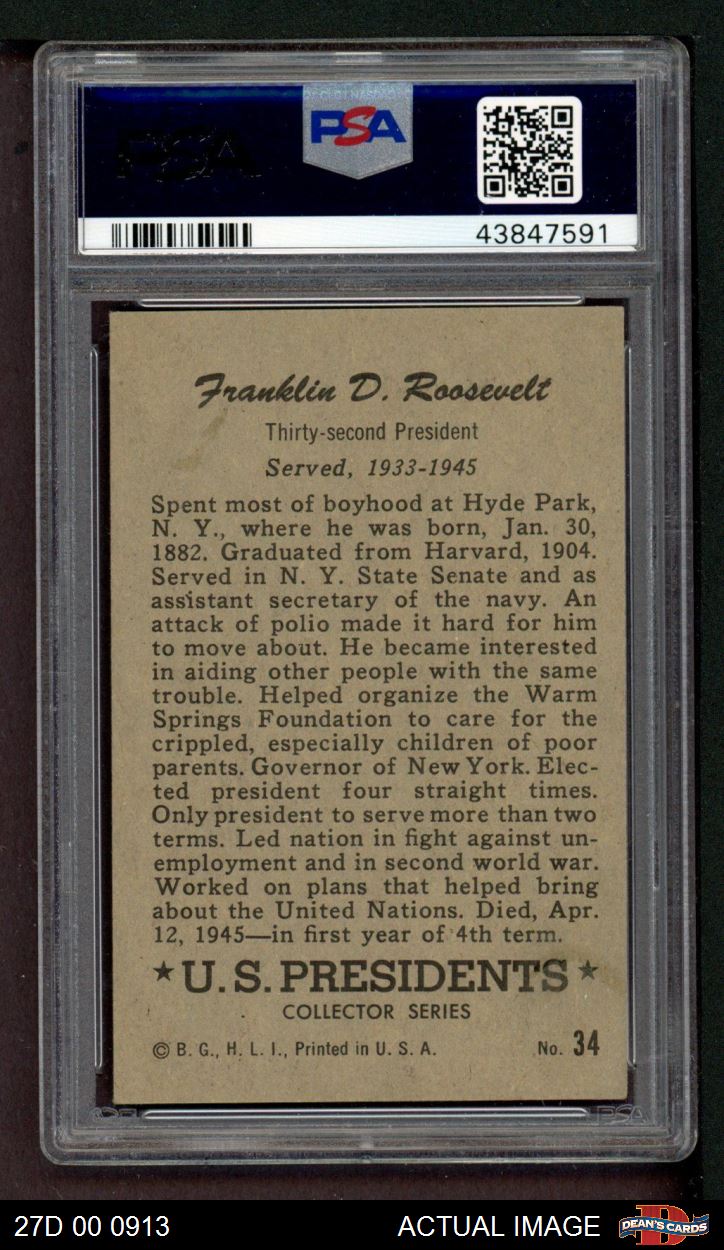 PSA
PSA
43847591
Franklin D. Roosevelt
Thirty-second President
Served, 1933-1945
Spent most of boyhood at Hyde Park,
N. Y., where he was born, Jan. 30,
1882. Graduated from Harvard, 1904.
Served in N. Y. State Senate and as
assistant secretary of the navy. An
attack of polio made it hard for him
to move about. He became interested
in aiding other people with the same
trouble. Helped organize the Warm
Springs Foundation to care for the
crippled, especially children of poor
parents. Governor of New York. Elec-
ted president four straight times.
Only president to serve more than two
terms. Led nation in fight against un-
employment and in second world war.
Worked on plans that helped bring
about the United Nations. Died, Apr.
12, 1945—in first year of 4th term.
★ U.S. PRESIDENTS ★
COLLECTOR SERIES
© B. G., H. L. I., Printed in U. S. A. No. 34
PSA
27D 00 0913 ACTUAL IMAGE DEAN'S CARDS